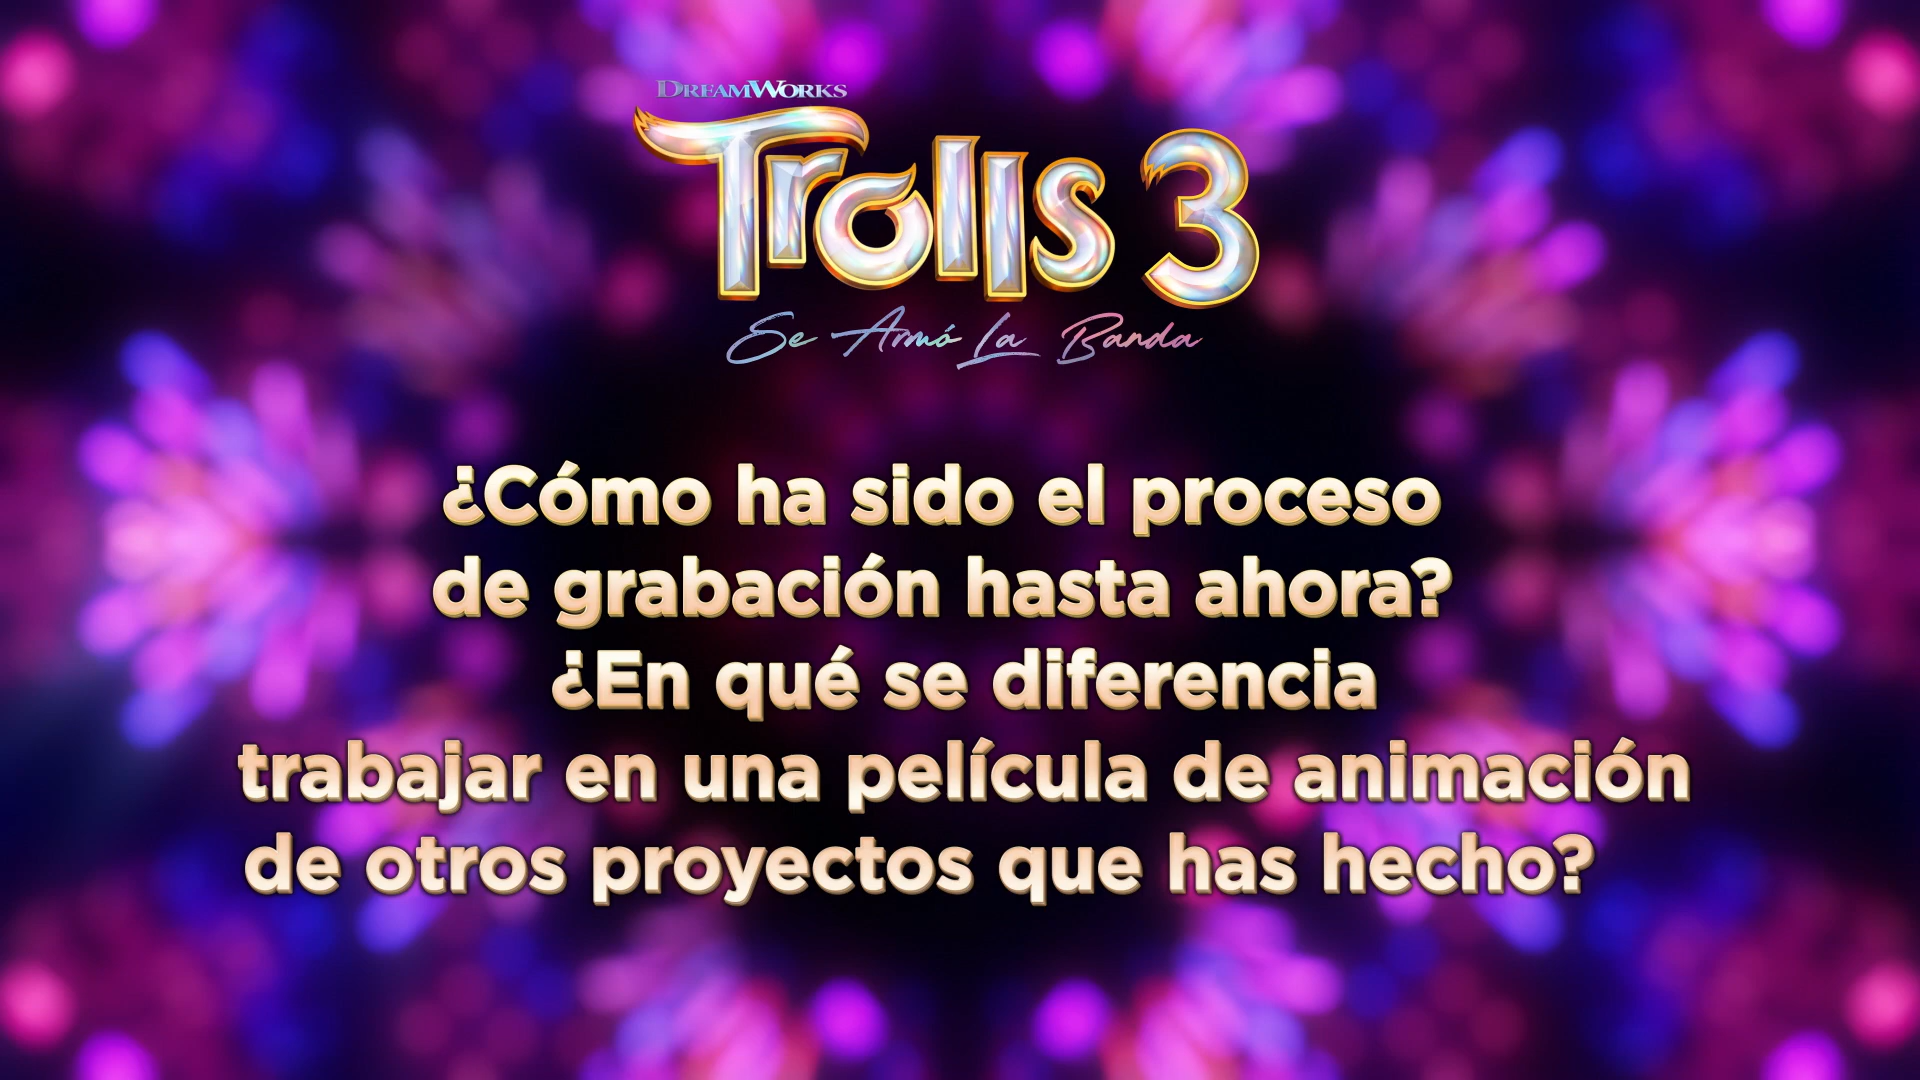 DREAMWORKS
Trolls 3
Se Armó La Banda
¿Cómo ha sido el proceso
de grabación hasta ahora?
¿En qué se diferencia
trabajar en una película de animación
de otros proyectos que has hecho?